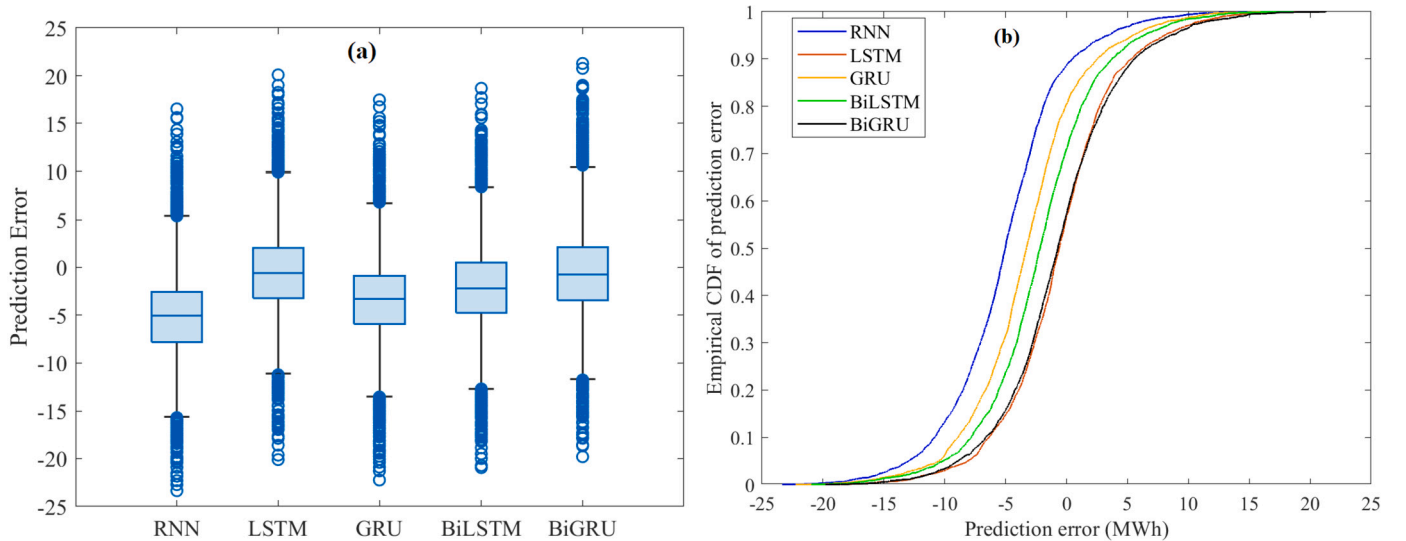 (a)
Prediction Error
25
20
15
10
5
0
-5
-10
-15
-20
-25
RNN LSTM GRU BiLSTM BiGRU
(b)
RNN
LSTM
GRU
BiLSTM
BiGRU
Empirical CDF of prediction error
1
0.9
0.8
0.7
0.6
0.5
0.4
0.3
0.2
0.1
0
-25 -20 -15 -10 -5 0 5 10 15 20 25
Prediction error (MWh)